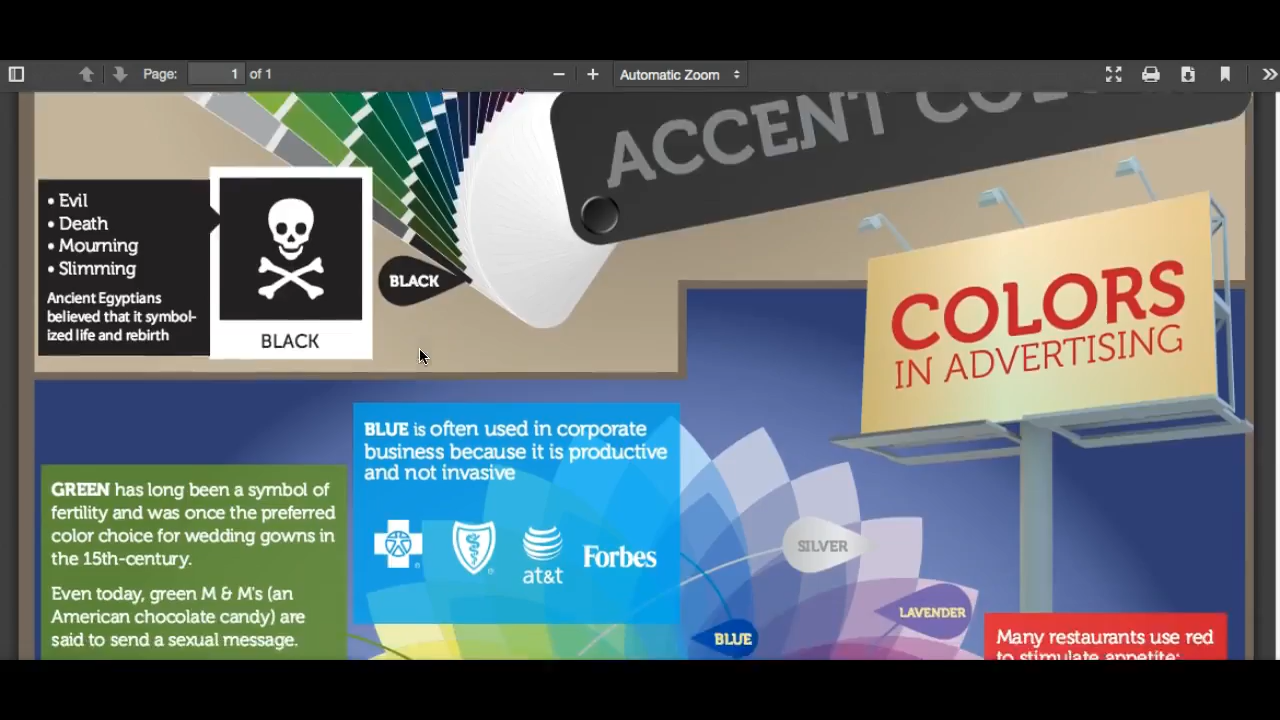 Page: 1 of 1 Automatic Zoom
ACCENT
• Evil
• Death
• Mourning
• Slimming
Ancient Egyptians
believed that it symbol-
ized life and rebirth
BLACK
BLACK
COLORS
IN ADVERTISING
BLUE is often used in corporate
business because it is productive
and not invasive
at&t
Forbes
GREEN has long been a symbol of
fertility and was once the preferred
color choice for wedding gowns in
the 15th-century.
Even today, green M & M's (an
American chocolate candy) are
said to send a sexual message.
SILVER
LAVENDER
BLUE
Many restaurants use red
to stimulate appetite: